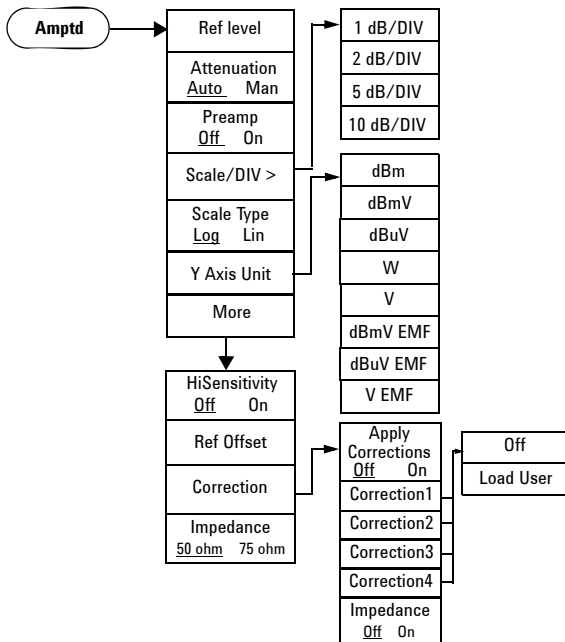 Amptd
Ref level
Attenuation
Auto Man
Preamp
Off On
Scale/DIV >
Scale Type
Log Lin
Y Axis Unit
More
1 dB/DIV
2 dB/DIV
5 dB/DIV
10 dB/DIV
dBm
dBmV
dBuV
W
V
dBmV EMF
dBuV EMF
V EMF
HiSensitivity
Off On
Ref Offset
Correction
Impedance
50 ohm 75 ohm
Apply
Corrections
Off On
Correction1
Correction2
Correction3
Correction4
Impedance
Off On
Off
Load User